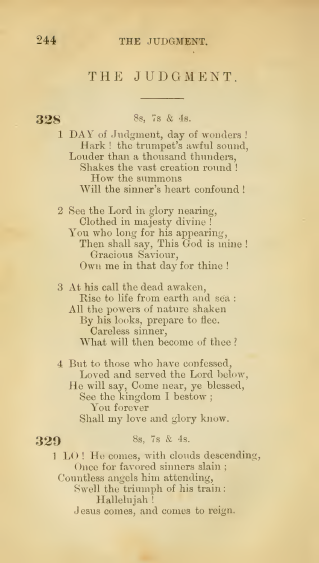 244 THE JUDGMENT.
THE JUDGMENT.
328 8s, 7s & 4s.
1 DAY of Judgment, day of wonders !
Hark ! the trumpet's awful sound,
Louder than a thousand thunders,
Shakes the vast creation round !
How the summons
Will the sinner's heart confound !
2 See the Lord in glory nearing,
Clothed in majesty divine !
You who long for his appearing,
Then shall say, This God is mine !
Gracious Saviour,
Own me in that day for thine !
3 At his call the dead awaken,
Rise to life from earth and sea :
All the powers of nature shaken
By his looks, prepare to flee.
Careless sinner,
What will then become of thee ?
4 But to those who have confessed,
Loved and served the Lord below,
He will say, Come near, ye blessed,
See the kingdom I bestow ;
You forever
Shall my love and glory know.
329 8s, 7s & 4s.
1 LO ! He comes, with clouds descending,
Once for favored sinners slain ;
Countless angels him attending,
Swell the triumph of his train :
Hallelujah !
Jesus comes, and comes to reign.